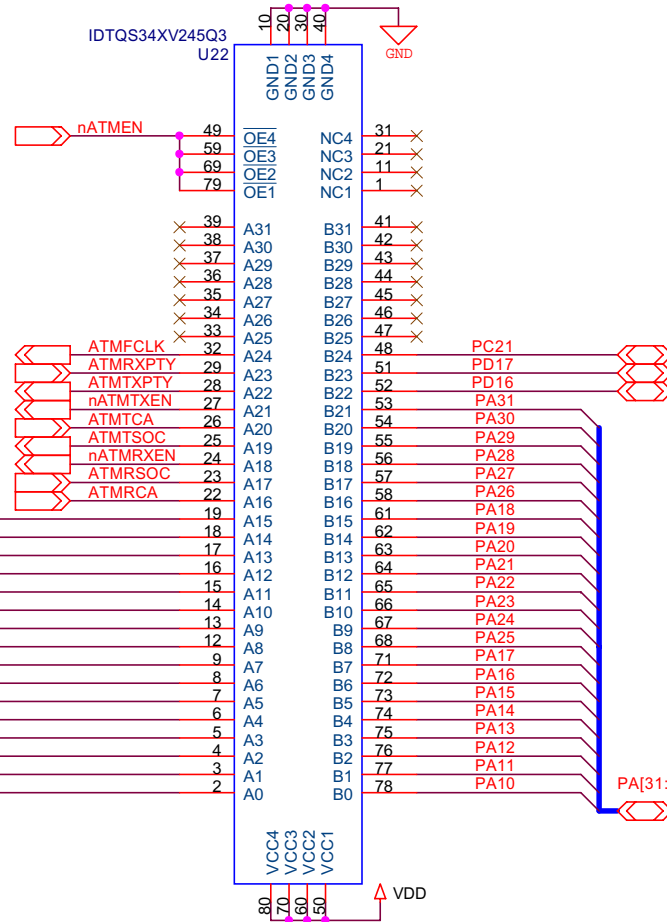 10 20 30 40
IDTQS34XV245Q3
U22
GND1 GND2 GND3 GND4
GND
nATMEN 49 OE4 NC4 31
59 OE3 NC3 21
69 OE2 NC2 11
79 OE1 NC1 1
39 A31 B31 41
38 A30 B30 42
37 A29 B29 43
36 A28 B28 44
35 A27 B27 45
34 A26 B26 46
33 A25 B25 47
ATMFCLK 32 A24 B24 48 PC21
ATMRXPTY 29 A23 B23 51 PD17
ATMTXPTY 28 A22 B22 52 PD16
nATMTXEN 27 A21 B21 53 PA31
ATMTCA 26 A20 B20 54 PA30
ATMTSOC 25 A19 B19 55 PA29
nATMRXEN 24 A18 B18 56 PA28
ATMRSOC 23 A17 B17 57 PA27
ATMRCA 22 A16 B16 58 PA26
19 A15 B15 61 PA18
18 A14 B14 62 PA19
17 A13 B13 63 PA20
16 A12 B12 64 PA21
15 A11 B11 65 PA22
14 A10 B10 66 PA23
13 A9 B9 67 PA24
12 A8 B8 68 PA25
9 A7 B7 71 PA17
8 A6 B6 72 PA16
7 A5 B5 73 PA15
6 A4 B4 74 PA14
5 A3 B3 75 PA13
4 A2 B2 76 PA12
3 A1 B1 77 PA11
2 A0 B0 78 PA10
PA[31:
VCC4 VCC3 VCC2 VCC1
80 70 60 50
VDD